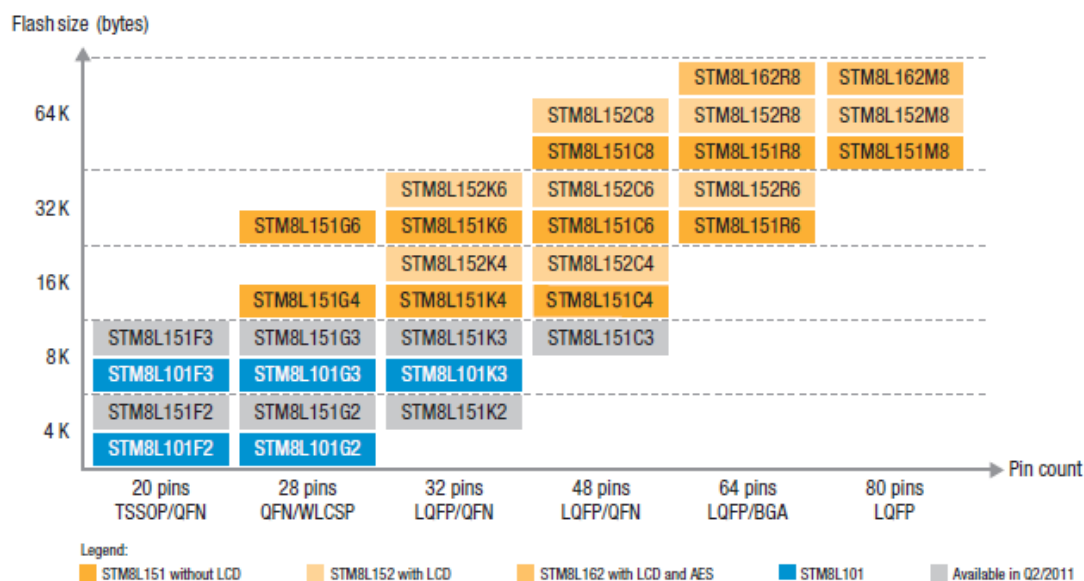 Flash size (bytes)
STM8L162R8 STM8L162M8
64 K STM8L152C8 STM8L152R8 STM8L152M8
STM8L151C8 STM8L151R8 STM8L151M8
STM8L152K6 STM8L152C6 STM8L152R6
32 K STM8L151G6 STM8L151K6 STM8L151C6 STM8L151R6
STM8L152K4 STM8L152C4
16 K STM8L151G4 STM8L151K4 STM8L151C4
STM8L151F3 STM8L151G3 STM8L151K3 STM8L151C3
8 K STM8L101F3 STM8L101G3 STM8L101K3
STM8L151F2 STM8L151G2 STM8L151K2
4 K STM8L101F2 STM8L101G2
Pin count
20 pins 28 pins 32 pins 48 pins 64 pins 80 pins
TSSOP/QFN QFN/WLCSP LQFP/QFN LQFP/QFN LQFP/BGA LQFP
Legend:
STM8L151 without LCD STM8L152 with LCD STM8L162 with LCD and AES STM8L101 Available in Q2/2011